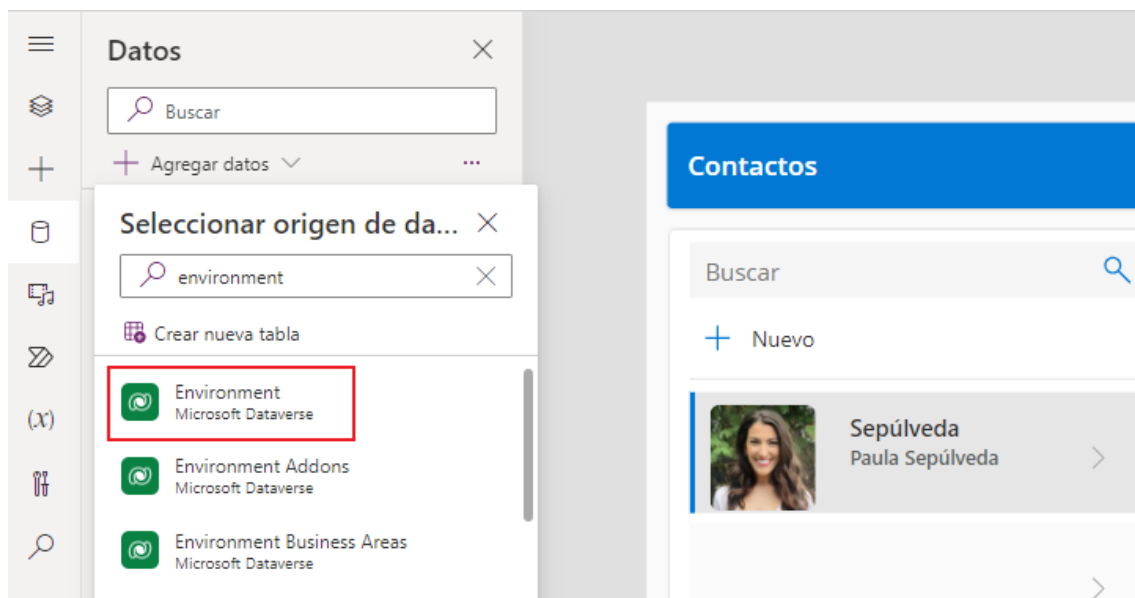 Datos
Buscar
Agregar datos
...
Seleccionar origen de da...
environment
Crear nueva tabla
Environment
Microsoft Dataverse
Environment Addons
Microsoft Dataverse
Environment Business Areas
Microsoft Dataverse
(x)
Contactos
Buscar
Nuevo
Sepúlveda
Paula Sepúlveda